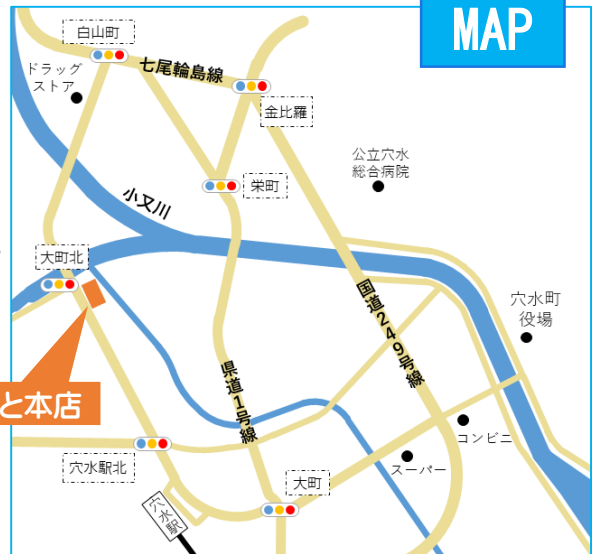 MAP
白山町
七尾輪島線
ドラッグ
ストア
金比羅
公立穴水
総合病院
栄町
小又川
大町北
穴水町
役場
国道249号線
県道1号線
と本店
コンビニ
穴水駅北
スーパー
大町
穴水駅